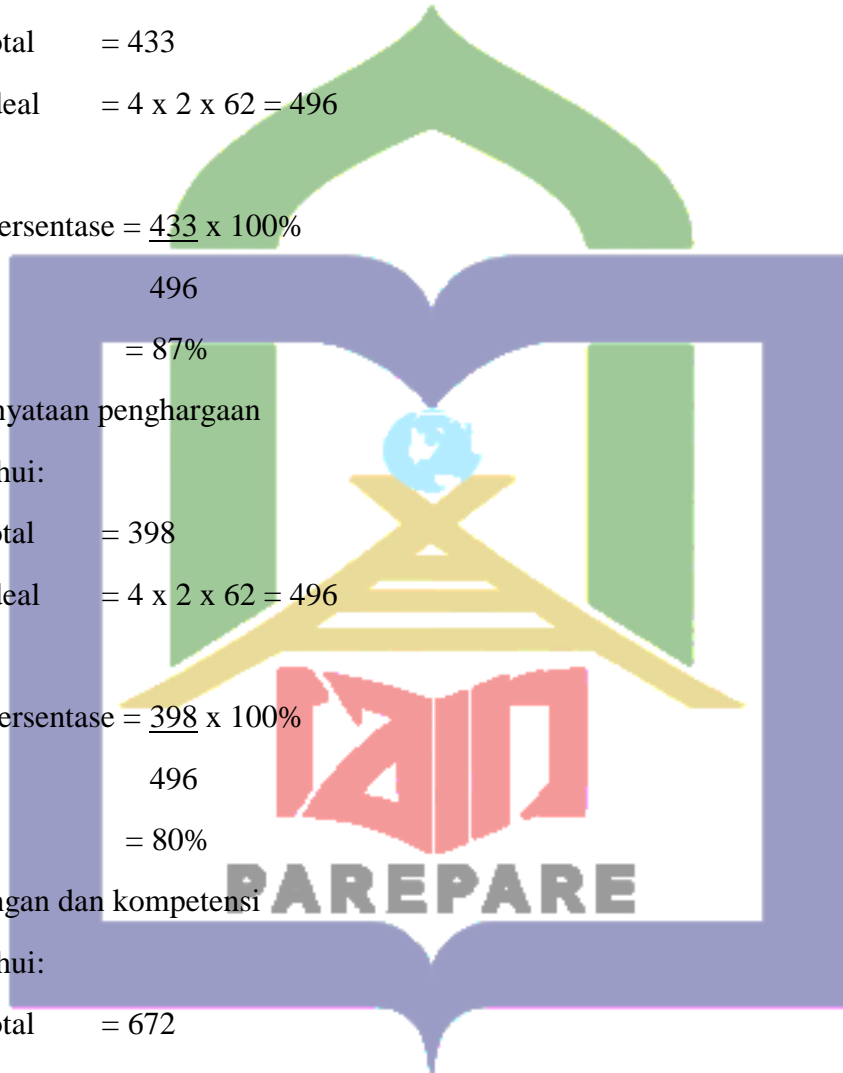 otal = 433
deal = 4 x 2 x 62 = 496
ersentase = 433 x 100%
496
= 87%
nyataan penghargaan
hui:
otal = 398
deal = 4 x 2 x 62 = 496
ersentase = 398 x 100%
496
= 80%
ngan dan kompetensi
PAREPARE
hui:
otal = 672